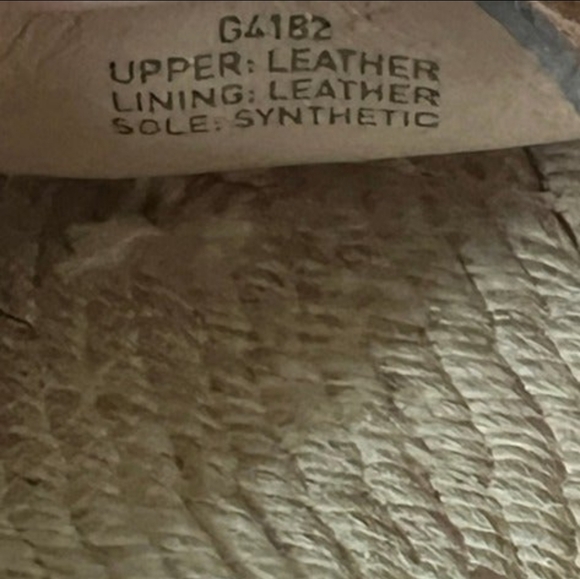 G4182
UPPER: LEATHER
LINING: LEATHER
SOLE: SYNTHETIC